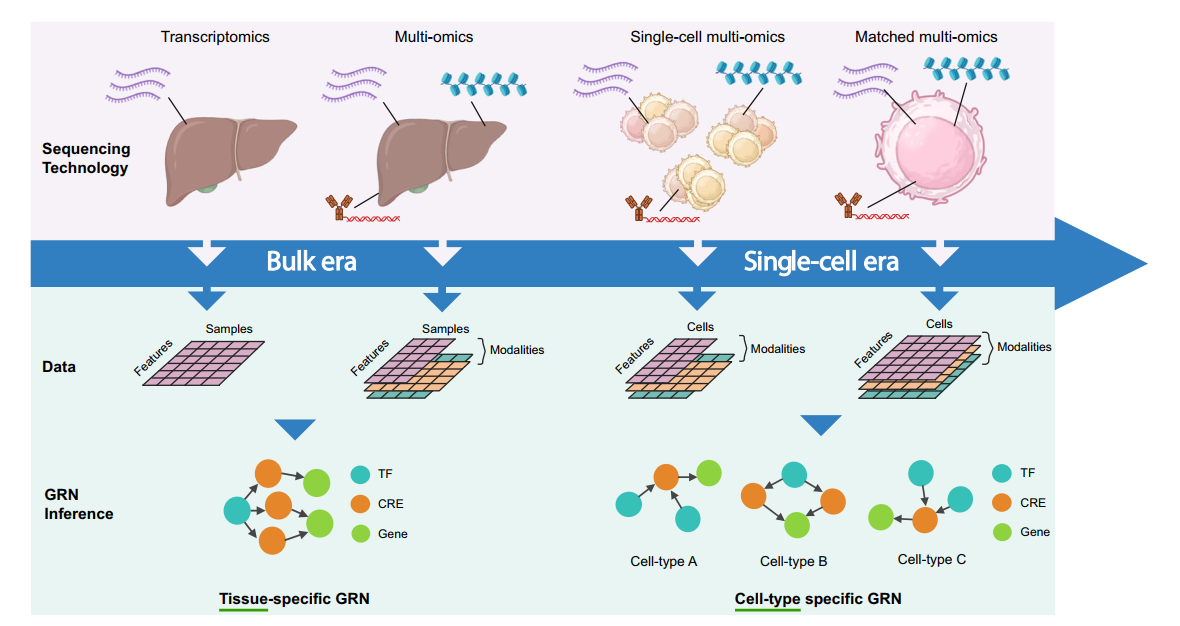 Transcriptomics
Multi-omics
Single-cell multi-omics
Matched multi-omics
Sequencing
Technology
Bulk era
Single-cell era
Data
Features
Samples
Features
Samples
Modalities
Features
Cells
Modalities
Features
Cells
Modalities
GRN
Inference
TF
CRE
Gene
Cell-type A
Cell-type B
Cell-type C
TF
CRE
Gene
Tissue-specific GRN
Cell-type specific GRN